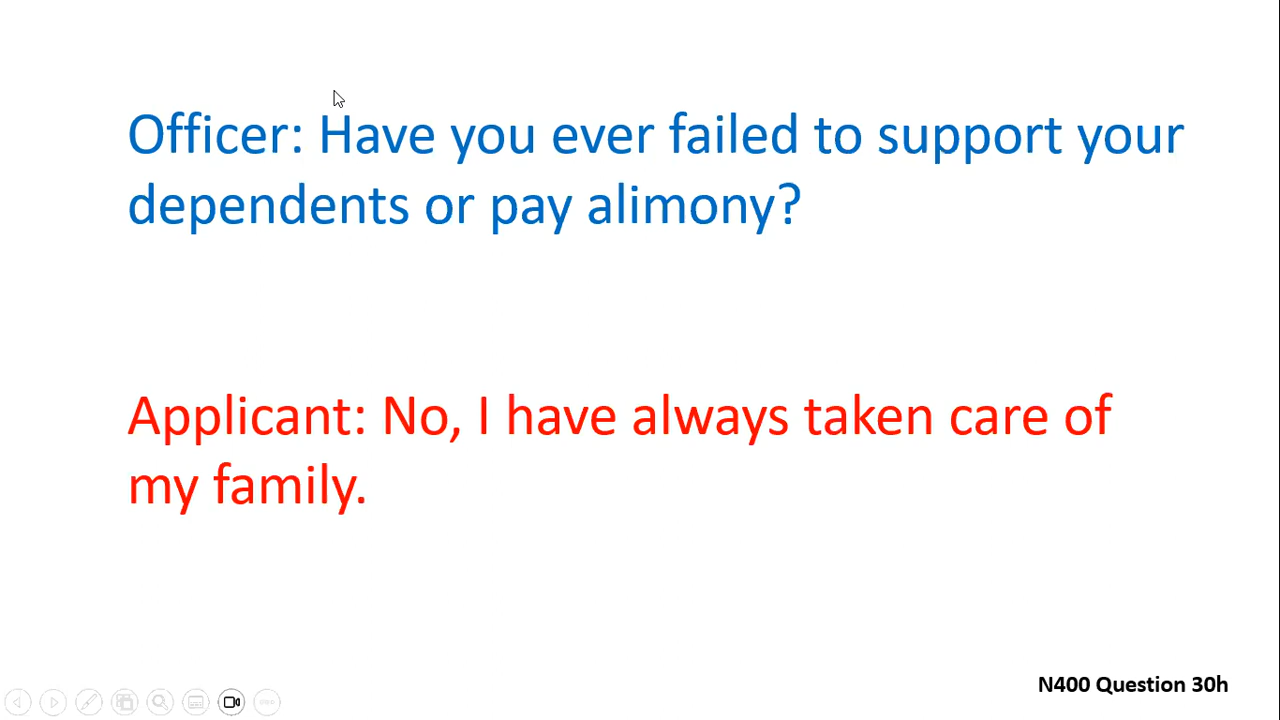 Officer: Have you ever failed to support your
dependents or pay alimony?
Applicant: No, I have always taken care of
my family.
N400 Question 30h